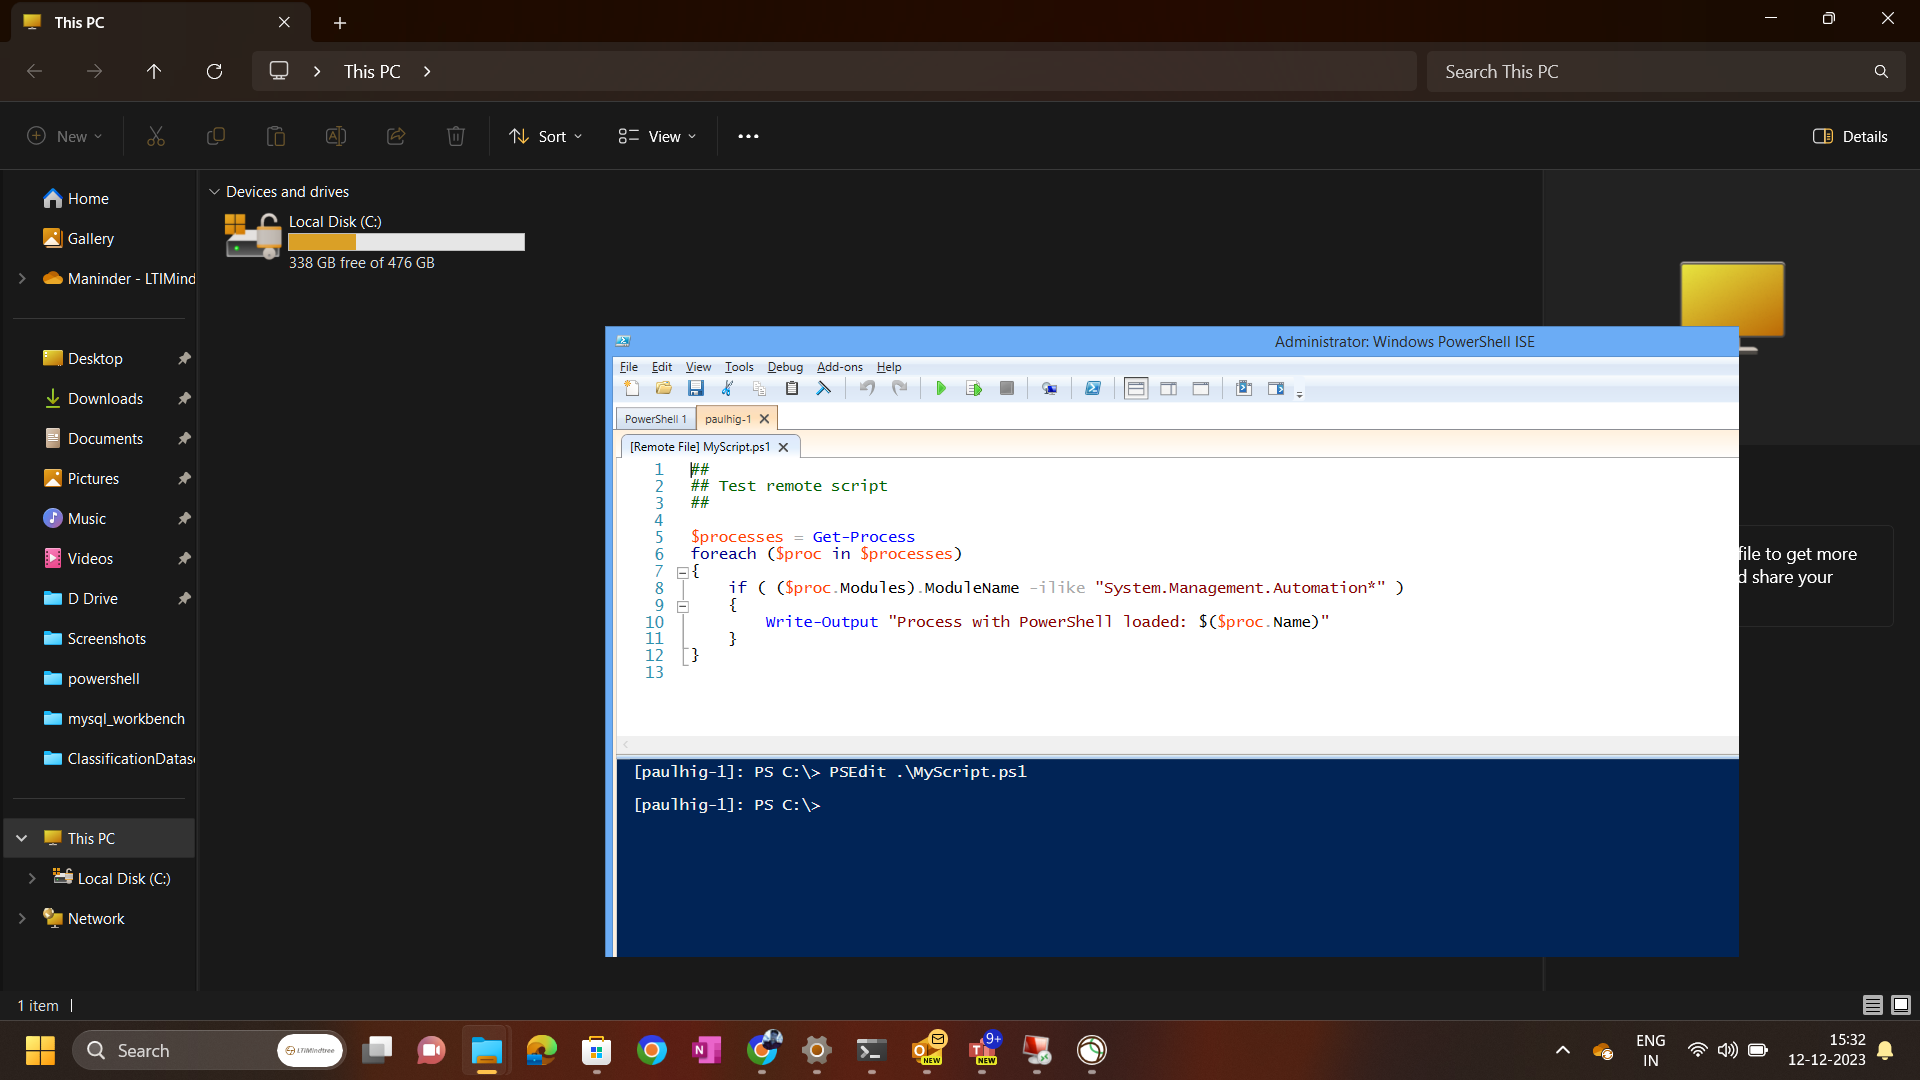 This PC
This PC
Search This PC
New
Sort
View
Details
Home
Gallery
Maninder - LTIMind
Desktop
Downloads
Documents
Pictures
Music
Videos
D Drive
Screenshots
powershell
mysql_workbench
ClassificationDatas
This PC
Local Disk (C:)
Network
1 item
Devices and drives
Local Disk (C:)
338 GB free of 476 GB
file to get more
d share your
Administrator: Windows PowerShell ISE
File Edit View Tools Debug Add-ons Help
PowerShell 1 paulhig-1
[Remote File] MyScript.ps1
1 ##
2 ## Test remote script
3 ##
4
5 $processes = Get-Process
6 foreach ($proc in $processes)
7 {
8 if ( ($proc.Modules).ModuleName -ilike "System.Management.Automation*" )
9 {
10 Write-Output "Process with PowerShell loaded: $($proc.Name)"
11 }
12 }
13
[paulhig-1]: PS C:\> PSEdit .\MyScript.ps1
[paulhig-1]: PS C:\>
Search
LTIMindtree
NEW
9+
NEW
ENG
IN
15:32
12-12-2023